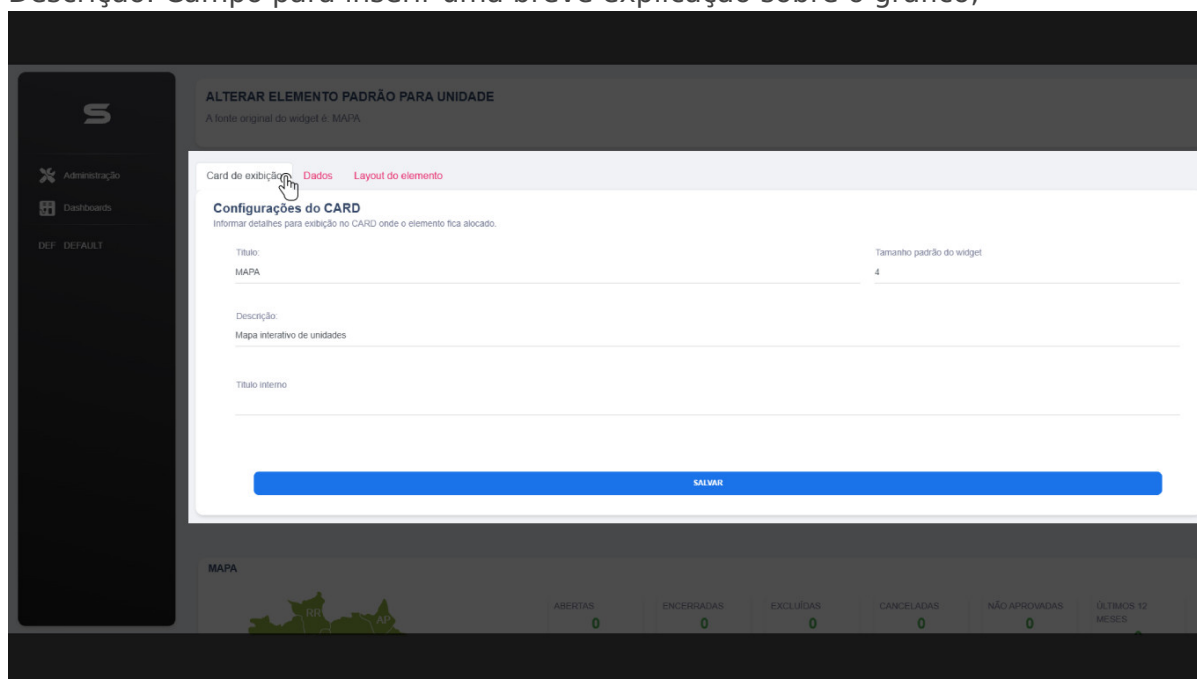 Descrição: Campo para inserir uma breve explicação sobre o gráfico;
S
ALTERAR ELEMENTO PADRÃO PARA UNIDADE
A fonte original do widget é: MAPA
Administração
Dashboards
DEF DEFAULT
Card de exibição Dados Layout do elemento
Configurações do CARD
Informar detalhes para exibição no CARD onde o elemento fica alocado.
Título: Tamanho padrão do widget
MAPA 4
Descrição:
Mapa interativo de unidades
Título interno
SALVAR
MAPA
RR AP
ABERTAS ENCERRADAS EXCLUÍDAS CANCELADAS NÃO APROVADAS ÚLTIMOS 12 MESES
0 0 0 0 0